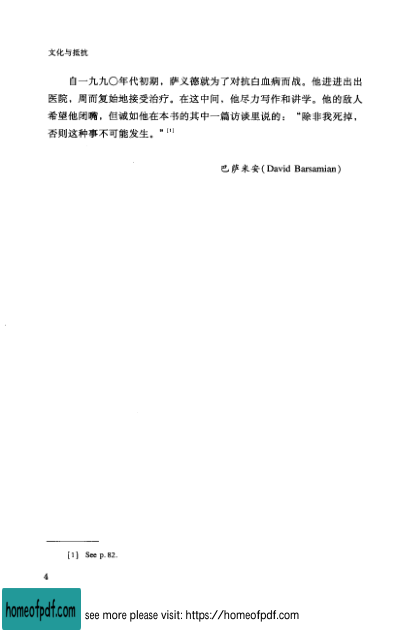 文化与抵抗
自一九九〇年代初期，萨义德就为了对抗白血病而战。他进进出出
医院，周而复始地接受治疗。在这中间，他尽力写作和讲学。他的敌人
希望他闭嘴，但诚如他在本书的其中一篇访谈里说的：“除非我死掉，
否则这种事不可能发生。”[1]
巴萨米安(David Barsamian)
[1] See p.82.
4
homeofpdf.com
see more please visit: https://homeofpdf.com